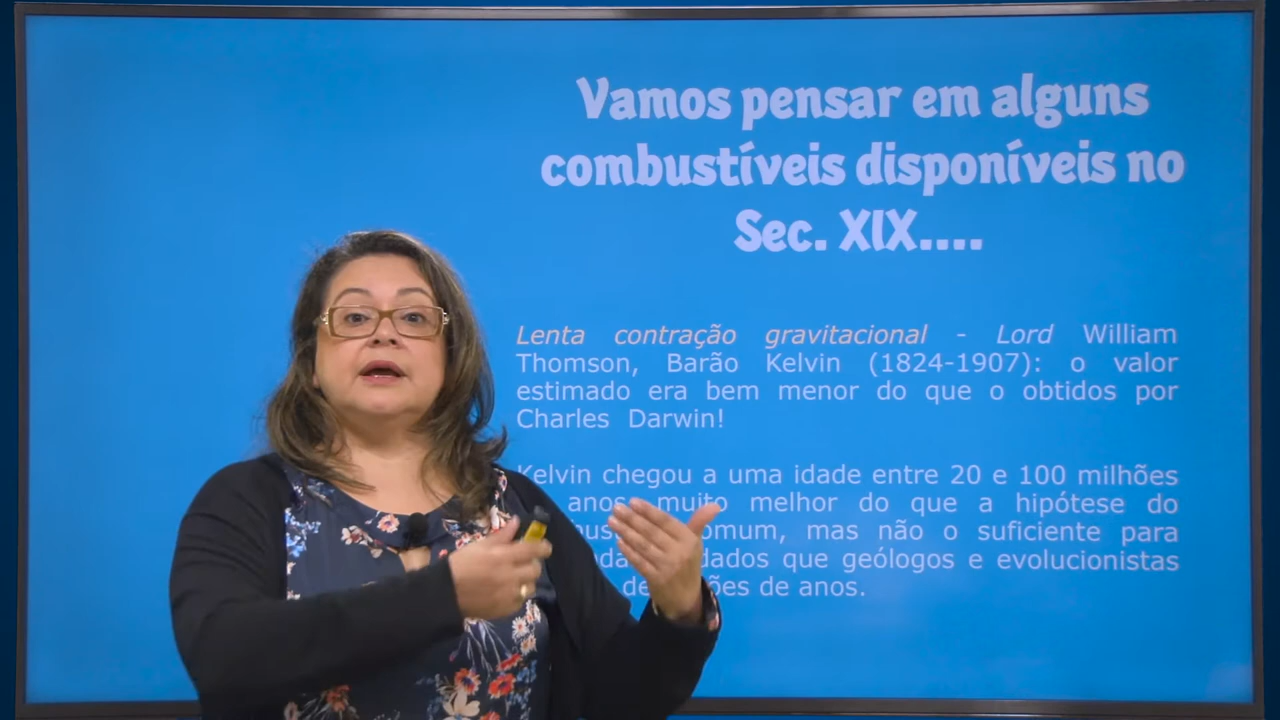 Vamos pensar em alguns
combustíveis disponíveis no
Sec. XIX....
Lenta contração gravitacional - Lord William
Thomson, Barão Kelvin (1824-1907): o valor
estimado era bem menor do que o obtidos por
Charles Darwin!
Kelvin chegou a uma idade entre 20 e 100 milhões
anos, muito melhor do que a hipótese do
mas não o suficiente para
dados que geólogos e evolucionistas
de anos.